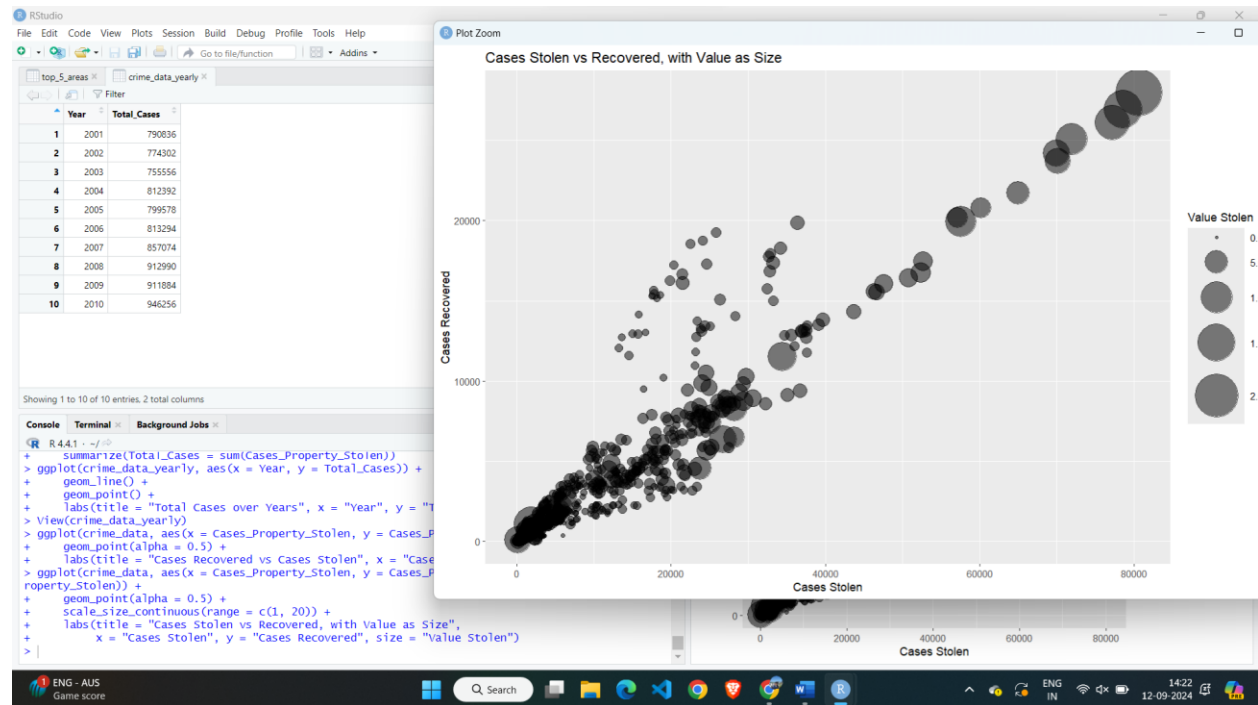 RStudio
File Edit Code View Plots Session Build Debug Profile Tools Help
Go to file/function
Addins
top_5_areas
crime_data_yearly
Filter
Year Total_Cases
1 2001 790836
2 2002 774302
3 2003 755556
4 2004 812392
5 2005 799578
6 2006 813294
7 2007 857074
8 2008 912990
9 2009 911884
10 2010 946256
Showing 1 to 10 of 10 entries, 2 total columns
Console Terminal Background Jobs
R 4.4.1 · ~/
+ summarize(Total_Cases = sum(Cases_Property_Stolen))
> ggplot(crime_data_yearly, aes(x = Year, y = Total_Cases)) +
+ geom_line() +
+ geom_point() +
+ labs(title = "Total Cases over Years", x = "Year", y = "T
> View(crime_data_yearly)
> ggplot(crime_data, aes(x = Cases_Property_Stolen, y = Cases_P
+ geom_point(alpha = 0.5) +
+ labs(title = "Cases Recovered vs Cases Stolen", x = "Case
> ggplot(crime_data, aes(x = Cases_Property_Stolen, y = Cases_P
roperty_Stolen)) +
+ geom_point(alpha = 0.5) +
+ scale_size_continuous(range = c(1, 20)) +
+ labs(title = "Cases Stolen vs Recovered, with Value as Size",
+ x = "Cases Stolen", y = "Cases Recovered", size = "Value Stolen")
>
Plot Zoom
Cases Stolen vs Recovered, with Value as Size
Cases Recovered
20000
10000
0
0 20000 40000 60000 80000
Cases Stolen
Value Stolen
0.
5.
1.
1.
2.
0
0 20000 40000 60000 80000
Cases Stolen
1
ENG - AUS
Game score
Search
ENG
IN
14:22
12-09-2024